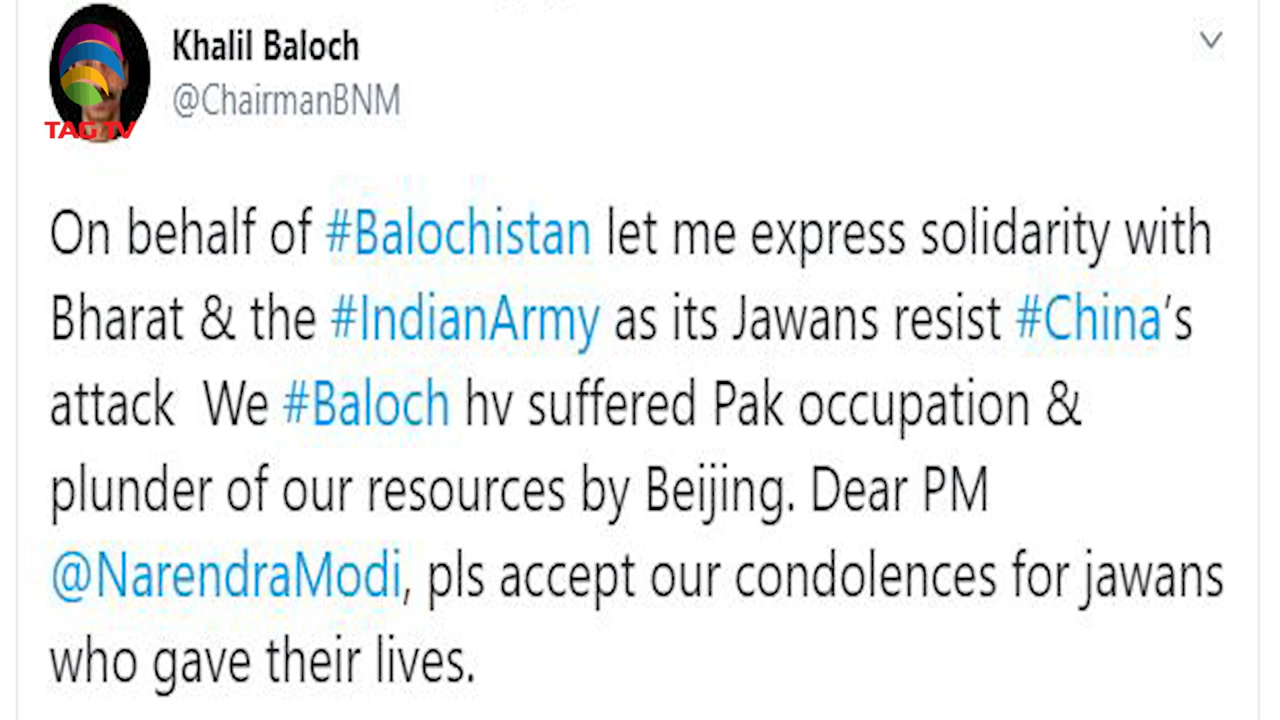 Khalil Baloch
@ChairmanBNM
TAG TV
On behalf of #Balochistan let me express solidarity with
Bharat & the #IndianArmy as its Jawans resist #China's
attack  We #Baloch hv suffered Pak occupation &
plunder of our resources by Beijing. Dear PM
@NarendraModi, pls accept our condolences for jawans
who gave their lives.